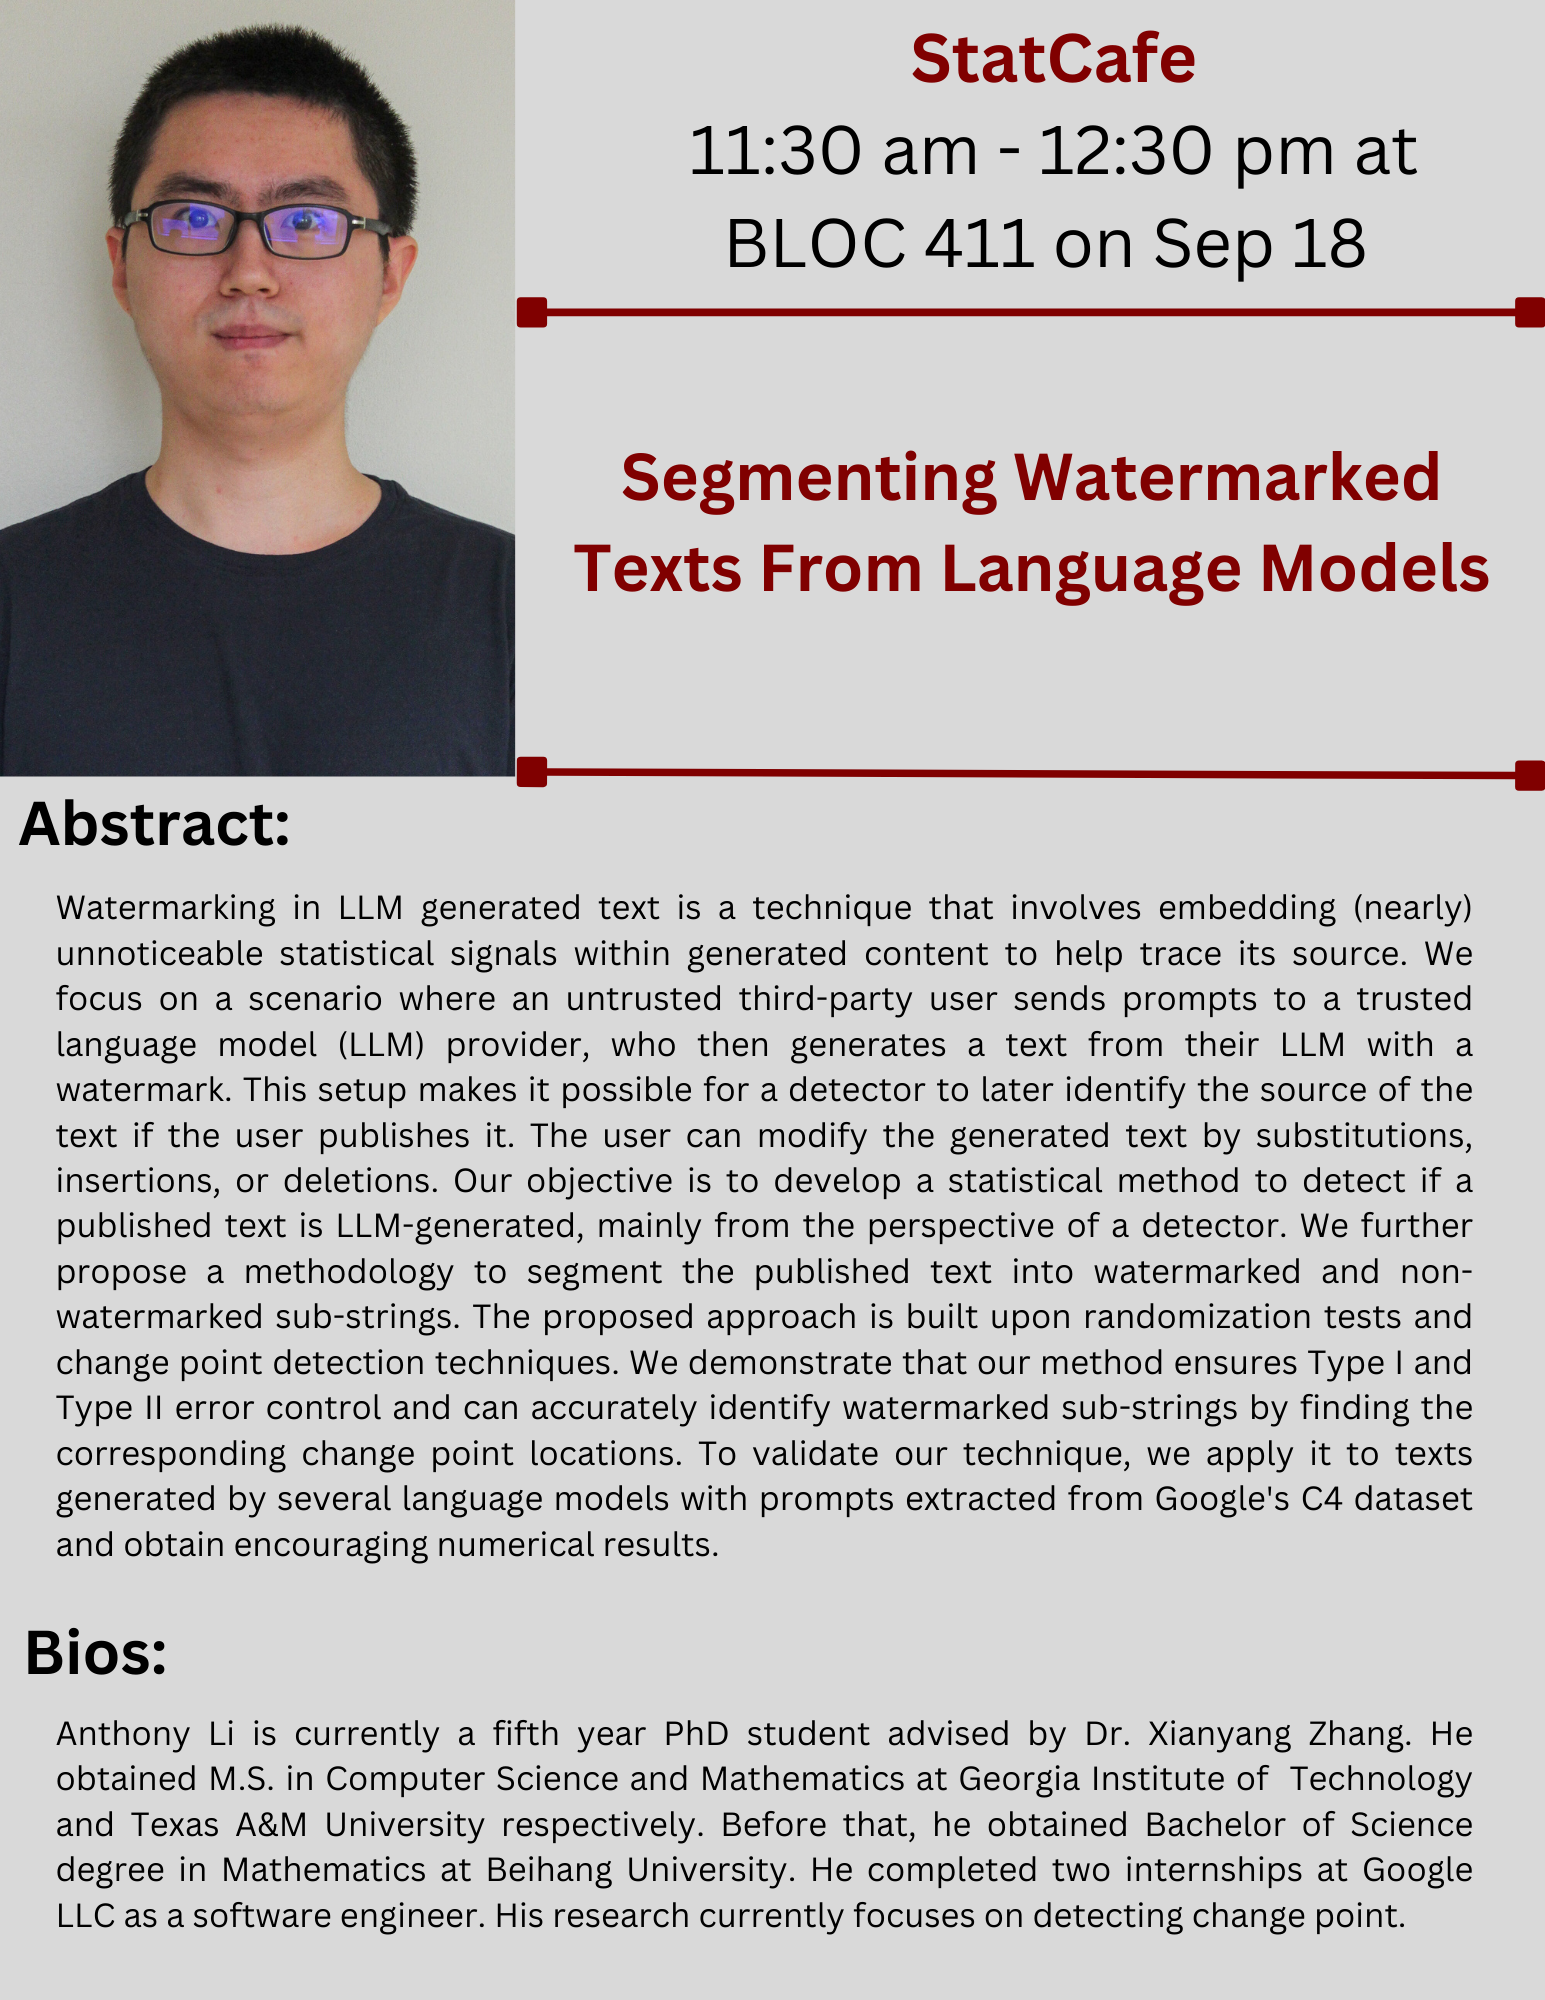 StatCafe
11:30 am - 12:30 pm at
BLOC 411 on Sep 18
Segmenting Watermarked
Texts From Language Models
Abstract:
Watermarking in LLM generated text is a technique that involves embedding (nearly)
unnoticeable statistical signals within generated content to help trace its source. We
focus on a scenario where an untrusted third-party user sends prompts to a trusted
language model (LLM) provider, who then generates a text from their LLM with a
watermark. This setup makes it possible for a detector to later identify the source of the
text if the user publishes it. The user can modify the generated text by substitutions,
insertions, or deletions. Our objective is to develop a statistical method to detect if a
published text is LLM-generated, mainly from the perspective of a detector. We further
propose a methodology to segment the published text into watermarked and non-
watermarked sub-strings. The proposed approach is built upon randomization tests and
change point detection techniques. We demonstrate that our method ensures Type I and
Type II error control and can accurately identify watermarked sub-strings by finding the
corresponding change point locations. To validate our technique, we apply it to texts
generated by several language models with prompts extracted from Google's C4 dataset
and obtain encouraging numerical results.
Bios:
Anthony Li is currently a fifth year PhD student advised by Dr. Xianyang Zhang. He
obtained M.S. in Computer Science and Mathematics at Georgia Institute of Technology
and Texas A&M University respectively. Before that, he obtained Bachelor of Science
degree in Mathematics at Beihang University. He completed two internships at Google
LLC as a software engineer. His research currently focuses on detecting change point.